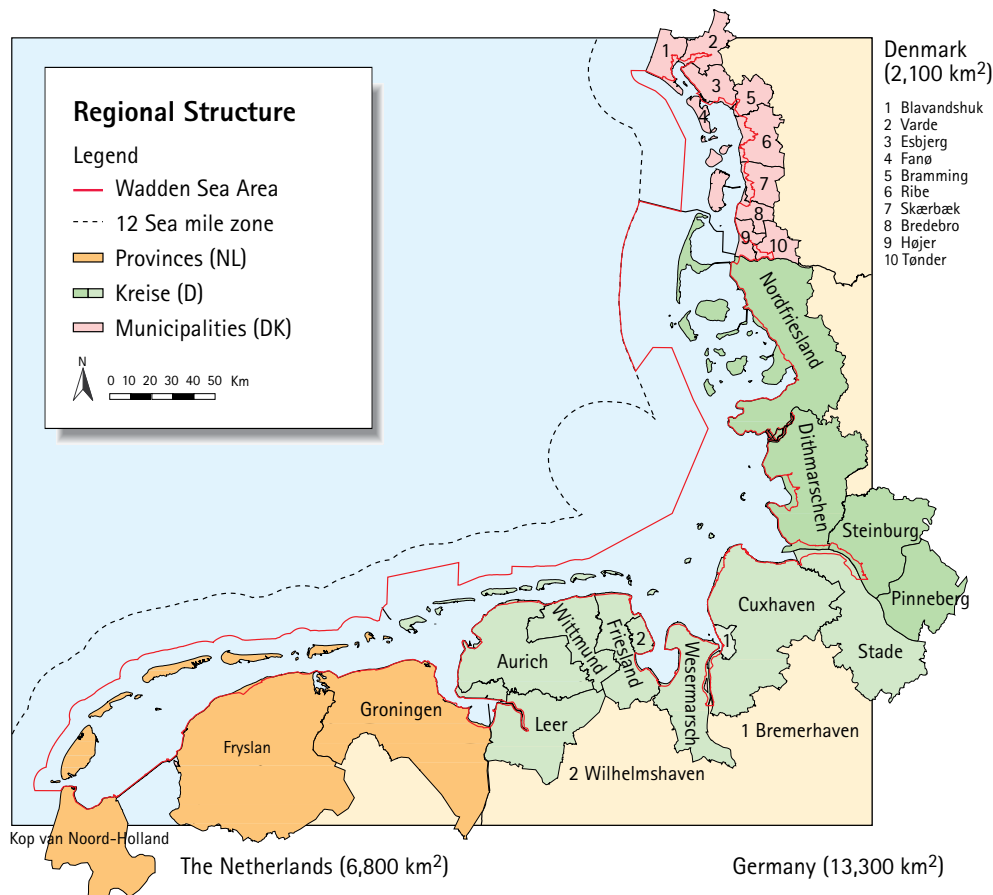 Regional Structure
Legend
Wadden Sea Area
12 Sea mile zone
Provinces (NL)
Kreise (D)
Municipalities (DK)
N
0 10 20 30 40 50 Km
Denmark
(2,100 km²)
1 Blavandshuk
2 Varde
3 Esbjerg
4 Fanø
5 Bramming
6 Ribe
7 Skærbæk
8 Bredebro
9 Højer
10 Tønder
1
2
3
4
5
6
7
8
9
10
Nordfriesland
Dithmarschen
Steinburg
Pinneberg
Cuxhaven
Stade
1
Wittmund
Friesland
2
Wesermarsch
Aurich
Leer
Groningen
Fryslan
1 Bremerhaven
2 Wilhelmshaven
Kop van Noord-Holland
The Netherlands (6,800 km²)
Germany (13,300 km²)